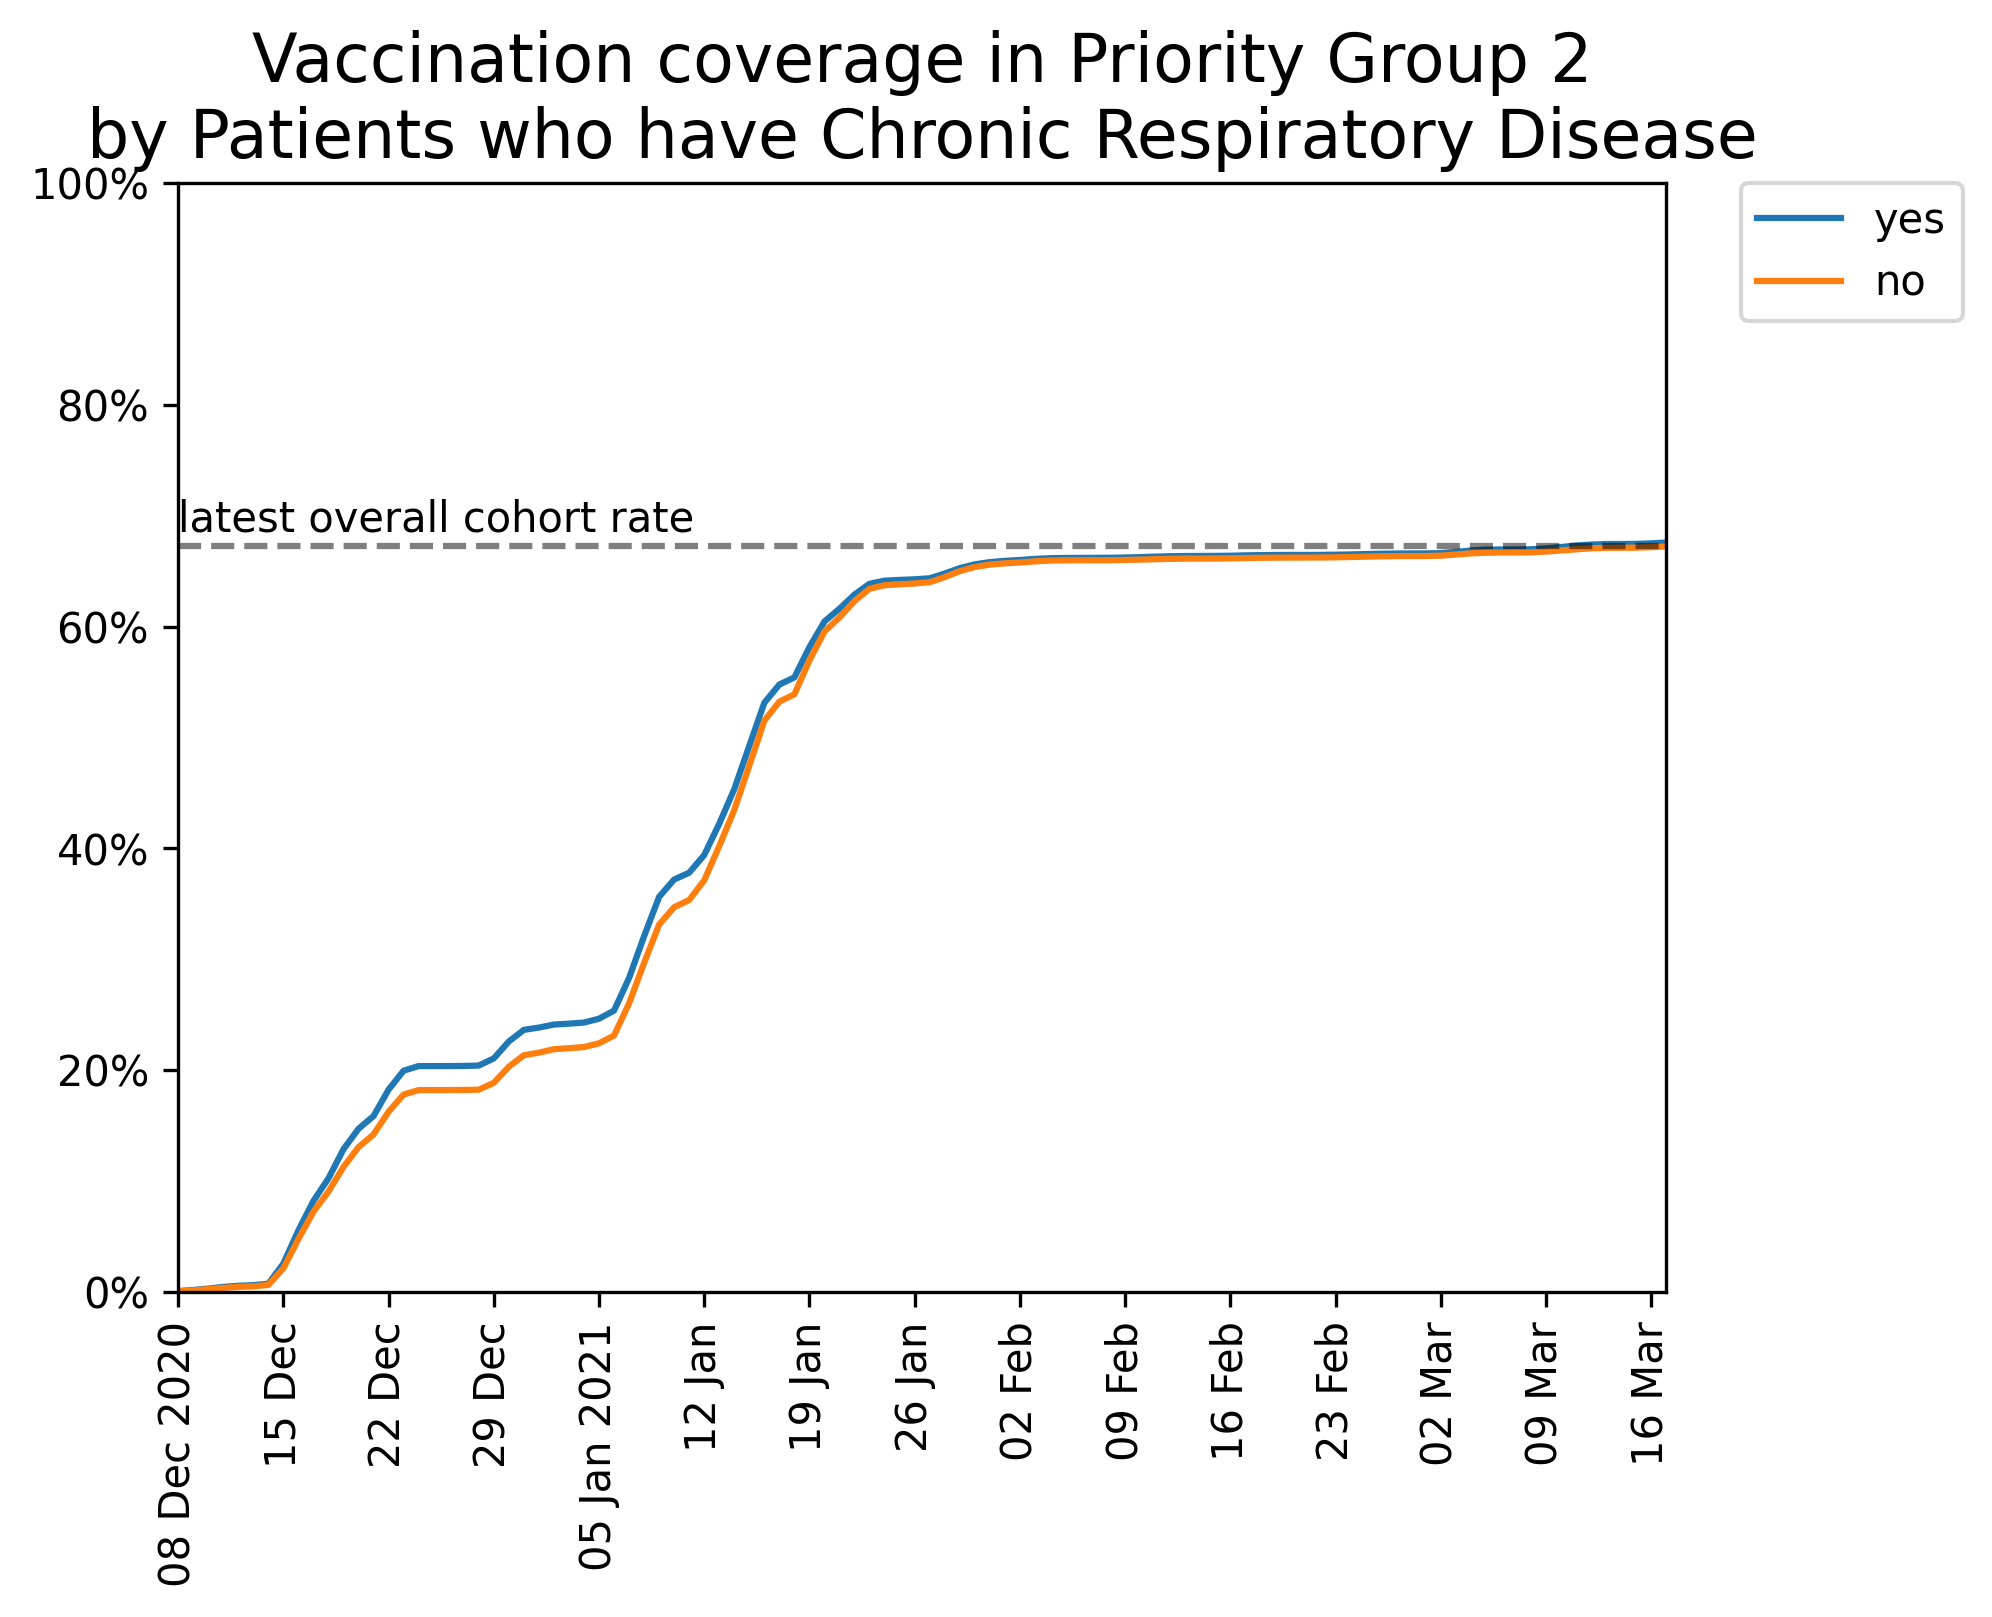 Vaccination coverage in Priority Group 2
by Patients who have Chronic Respiratory Disease
100%
80%
60%
40%
20%
0%
latest overall cohort rate
yes
no
08 Dec 2020
15 Dec
22 Dec
29 Dec
05 Jan 2021
12 Jan
19 Jan
26 Jan
02 Feb
09 Feb
16 Feb
23 Feb
02 Mar
09 Mar
16 Mar